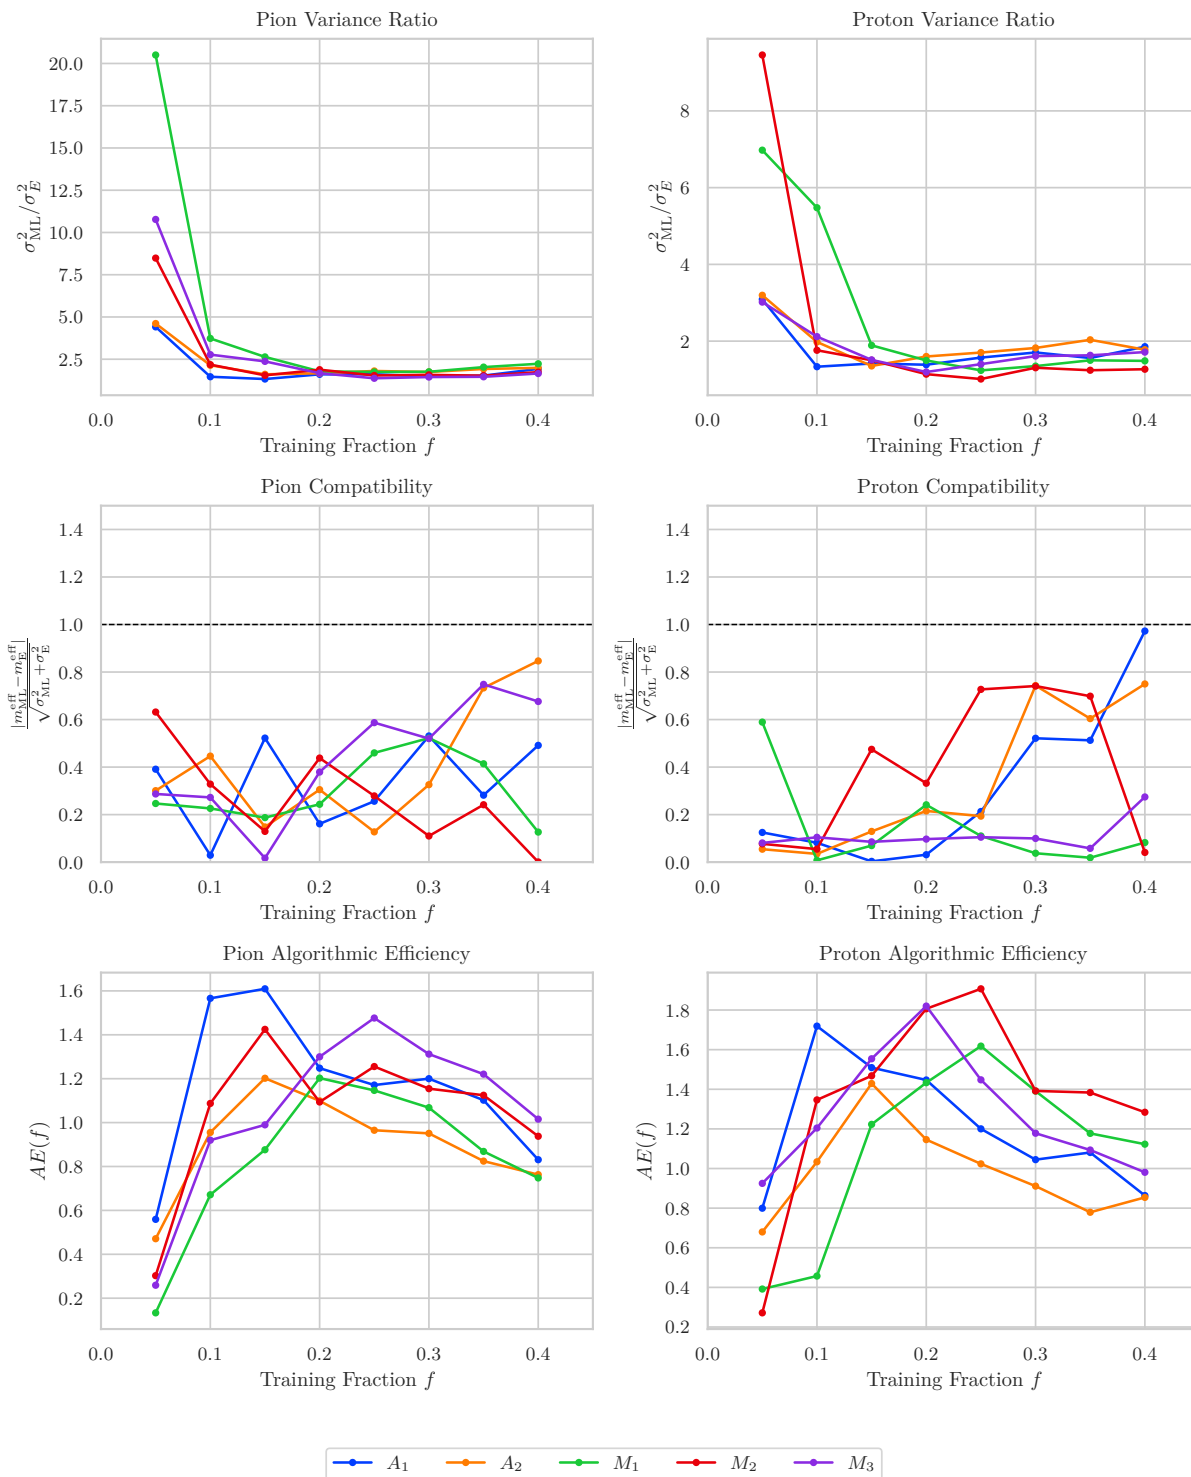 Pion Variance Ratio
σ²_ML/σ²_E
20.0
17.5
15.0
12.5
10.0
7.5
5.0
2.5
0.0 0.1 0.2 0.3 0.4
Training Fraction f
Proton Variance Ratio
σ²_ML/σ²_E
8
6
4
2
0.0 0.1 0.2 0.3 0.4
Training Fraction f
Pion Compatibility
|m^eff_ML − m^eff_E| / √(σ²_ML + σ²_E)
1.4
1.2
1.0
0.8
0.6
0.4
0.2
0.0
0.0 0.1 0.2 0.3 0.4
Training Fraction f
Proton Compatibility
|m^eff_ML − m^eff_E| / √(σ²_ML + σ²_E)
1.4
1.2
1.0
0.8
0.6
0.4
0.2
0.0
0.0 0.1 0.2 0.3 0.4
Training Fraction f
Pion Algorithmic Efficiency
AE(f)
1.6
1.4
1.2
1.0
0.8
0.6
0.4
0.2
0.0 0.1 0.2 0.3 0.4
Training Fraction f
Proton Algorithmic Efficiency
AE(f)
1.8
1.6
1.4
1.2
1.0
0.8
0.6
0.4
0.2
0.0 0.1 0.2 0.3 0.4
Training Fraction f
A₁ A₂ M₁ M₂ M₃